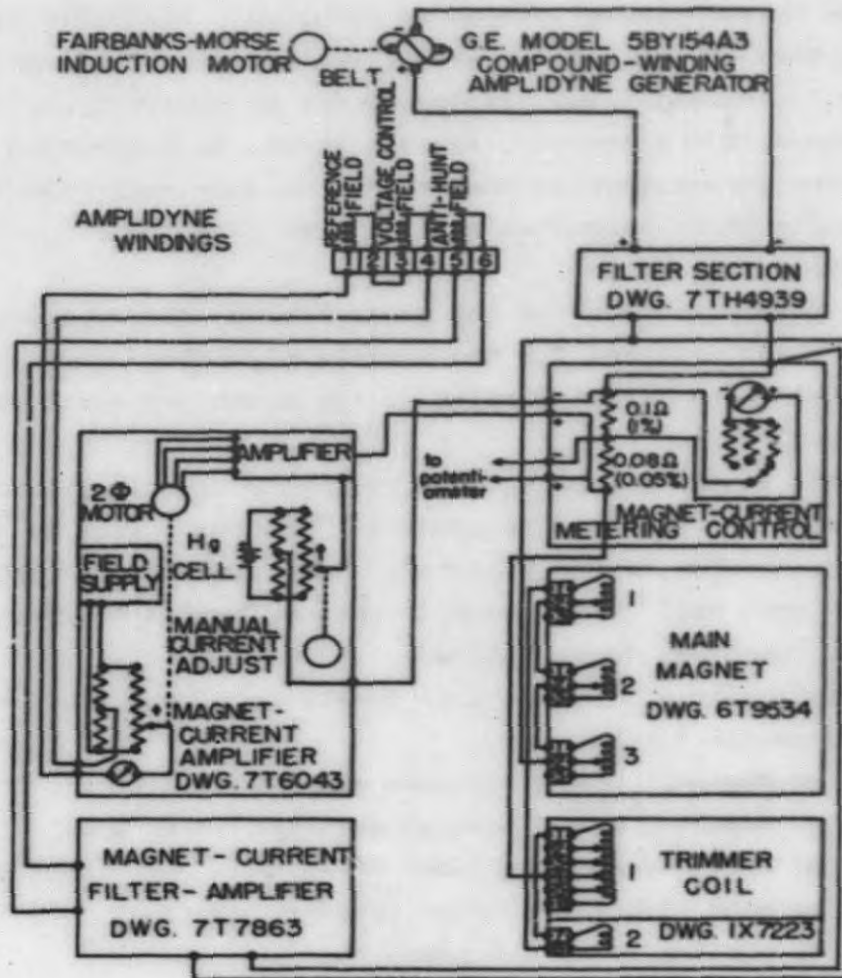 FAIRBANKS-MORSE
INDUCTION MOTOR
BELT
-
+
G.E. MODEL 5BY154A3
COMPOUND-WINDING
AMPLIDYNE GENERATOR
AMPLIDYNE
WINDINGS
REFERENCE
FIELD
VOLTAGE CONTROL
FIELD
ANTI-HUNT
FIELD
1 2 3 4 5 6
+ -
FILTER SECTION
DWG. 7TH4939
-
+
-
+
0.1Ω
(1%)
0.08Ω
(0.05%)
- +
to
potenti-
ometer
MAGNET-CURRENT
METERING CONTROL
AMPLIFIER
2Φ
MOTOR
Hg
CELL
FIELD
SUPPLY
MANUAL
CURRENT
ADJUST
MAGNET-
CURRENT
AMPLIFIER
DWG. 7T6043
1
2
3
MAIN
MAGNET
DWG. 6T9534
MAGNET-CURRENT
FILTER-AMPLIFIER
DWG. 7T7863
1
TRIMMER
COIL
2
DWG. 1X7223